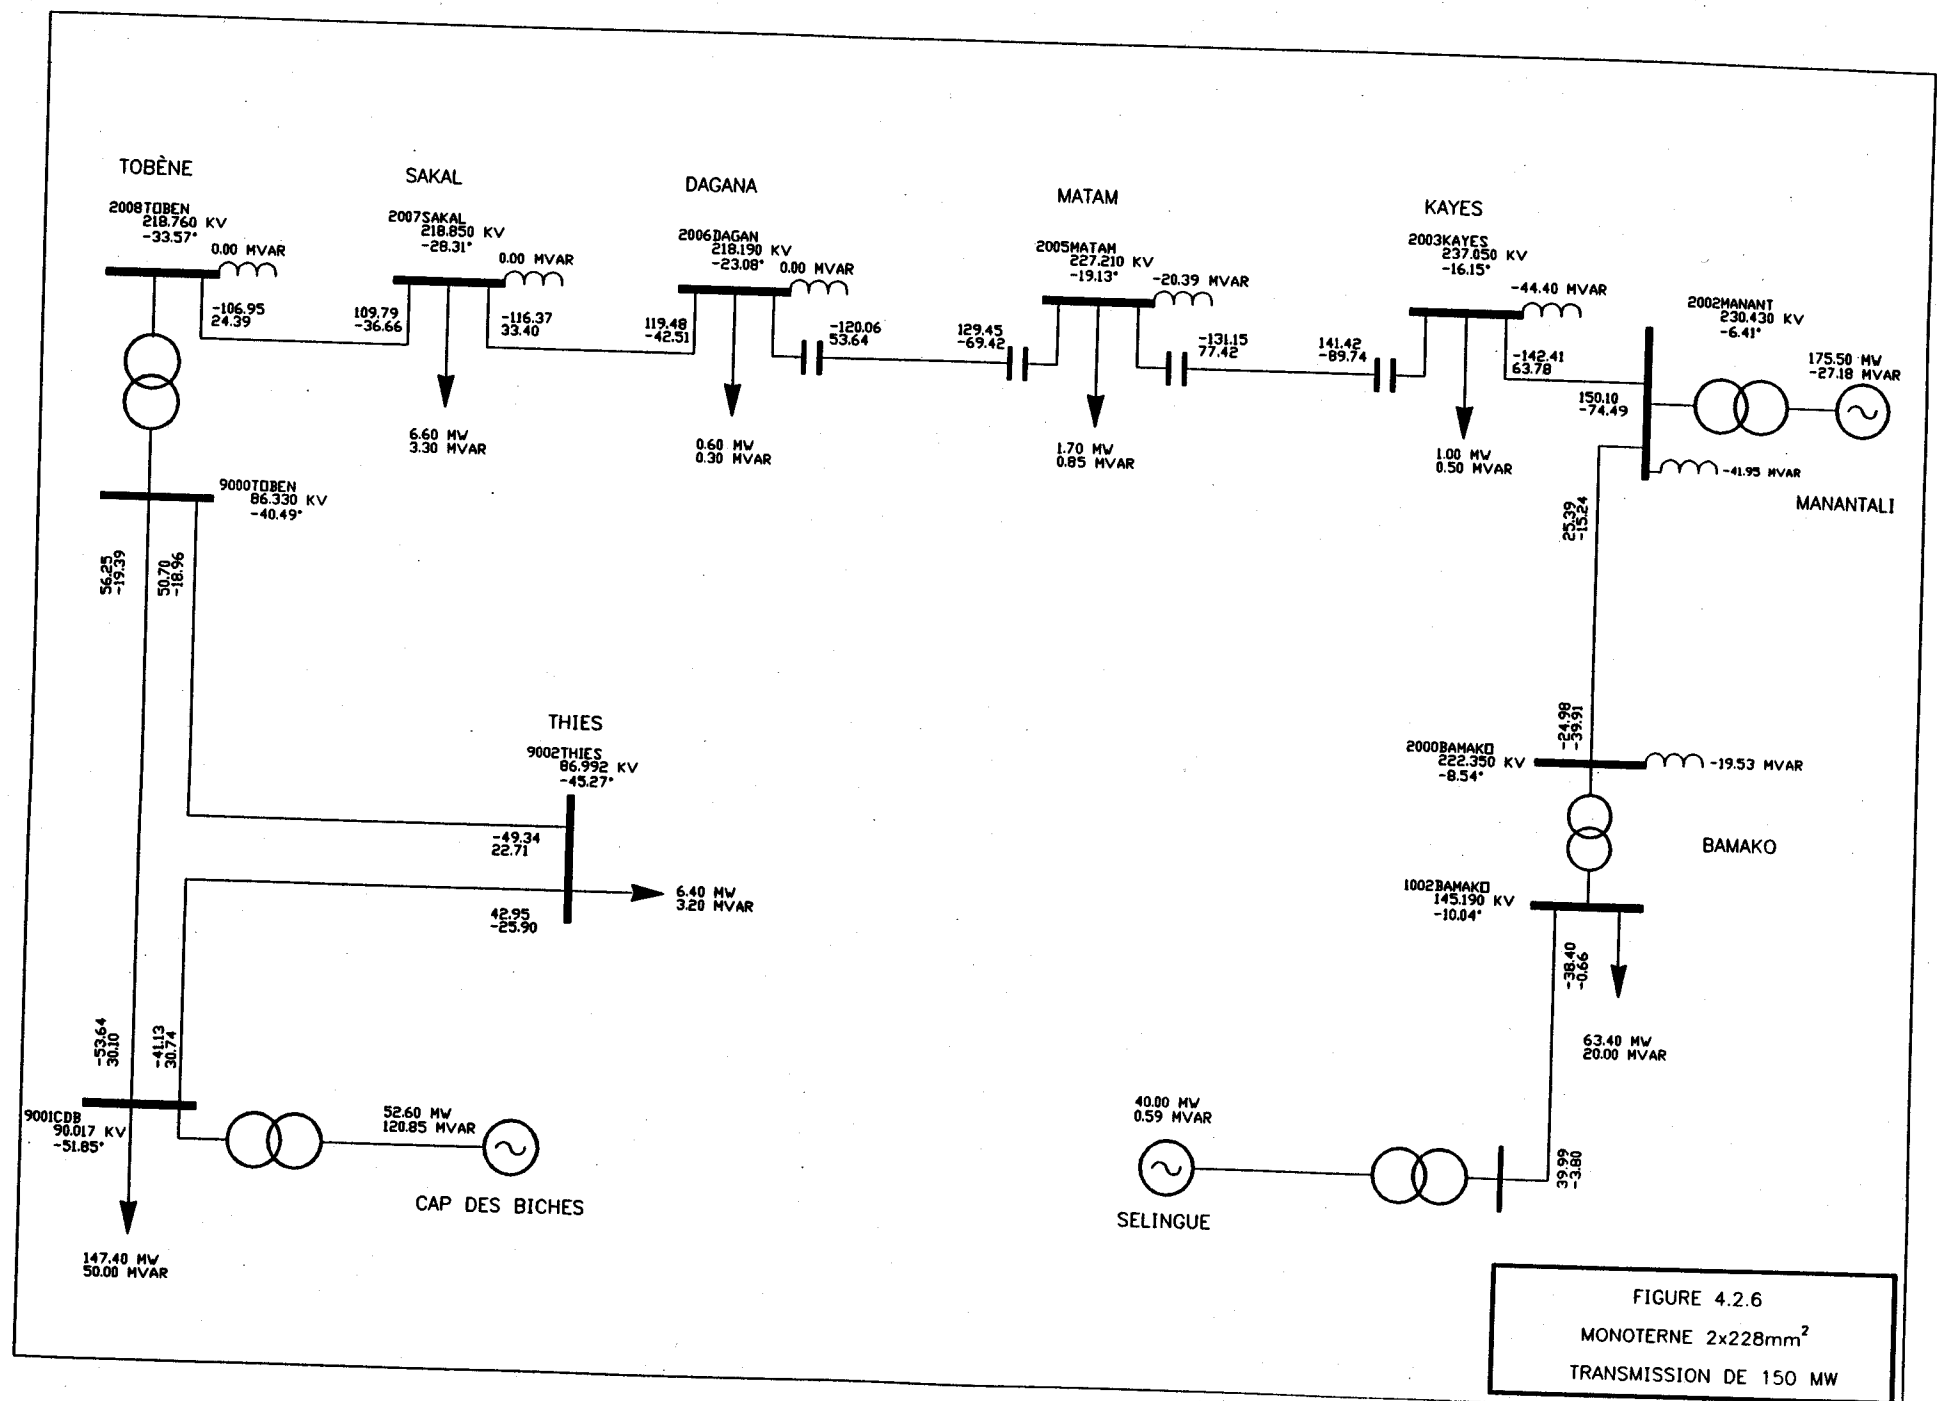 TOBÈNE
2008TOBEN
218.760 KV
-33.57°
0.00 MVAR
-106.95
24.39
SAKAL
2007SAKAL
218.850 KV
-28.31°
0.00 MVAR
109.79
-36.66
-116.37
33.40
6.60 MW
3.30 MVAR
DAGANA
2006DAGAN
218.190 KV
-23.08°
0.00 MVAR
119.48
-42.51
-120.06
53.64
0.60 MW
0.30 MVAR
MATAM
2005MATAM
227.210 KV
-19.13°
-20.39 MVAR
129.45
-69.42
-131.15
77.42
1.70 MW
0.85 MVAR
KAYES
2003KAYES
237.050 KV
-16.15°
-44.40 MVAR
141.42
-89.74
-142.41
63.78
1.00 MW
0.50 MVAR
2002MANANT
230.430 KV
-6.41°
175.50 MW
-27.18 MVAR
150.10
-74.49
-41.95 MVAR
MANANTALI
25.39
-15.24
9000TOBEN
86.330 KV
-40.49°
56.25
-19.39
50.70
-18.96
THIES
9002THIES
86.992 KV
-45.27°
-49.34
22.71
6.40 MW
3.20 MVAR
42.95
-25.90
-24.98
-39.91
2000BAMAKO
222.350 KV
-8.54°
-19.53 MVAR
BAMAKO
1002BAMAKO
145.190 KV
-10.04°
-38.40
-0.66
63.40 MW
20.00 MVAR
-53.64
30.10
-41.13
30.74
9001CDB
90.017 KV
-51.85°
52.60 MW
120.85 MVAR
CAP DES BICHES
147.40 MW
50.00 MVAR
40.00 MW
0.59 MVAR
SELINGUE
39.99
-3.80
FIGURE 4.2.6
MONOTERNE 2x228mm²
TRANSMISSION DE 150 MW